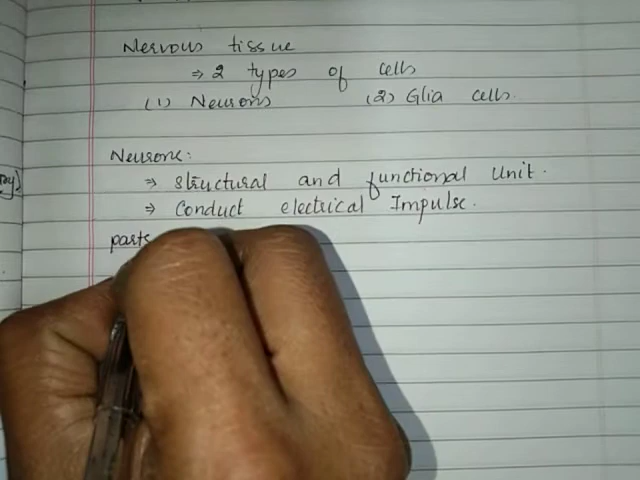 Nervous tissue
⇒ 2 types of cells
(1) Neurons (2) Glia cells.
Neurone:
⇒ structural and functional Unit.
⇒ Conduct electrical Impulse.
parts